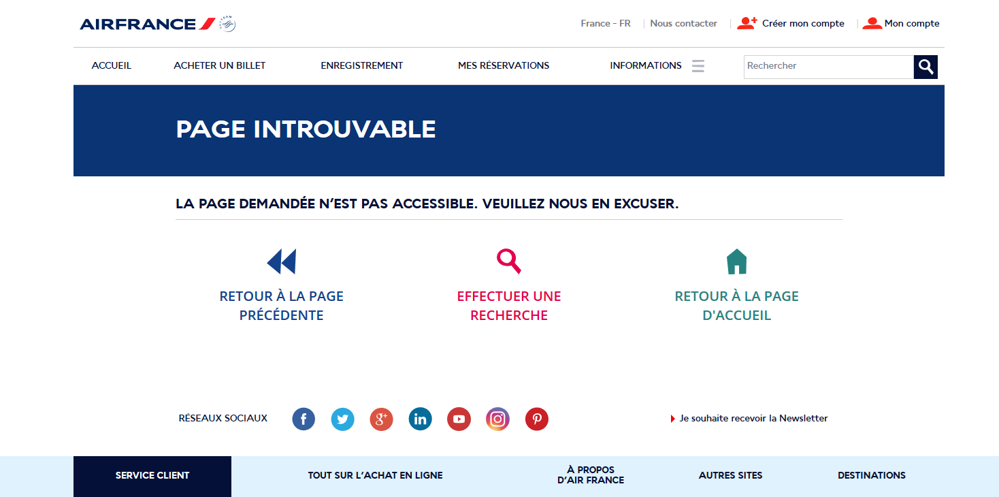 AIRFRANCE
France - FR
Nous contacter
Créer mon compte
Mon compte
ACCUEIL
ACHETER UN BILLET
ENREGISTREMENT
MES RÉSERVATIONS
INFORMATIONS
Rechercher
PAGE INTROUVABLE
LA PAGE DEMANDÉE N’EST PAS ACCESSIBLE. VEUILLEZ NOUS EN EXCUSER.
RETOUR À LA PAGE
PRÉCÉDENTE
EFFECTUER UNE
RECHERCHE
RETOUR À LA PAGE
D'ACCUEIL
RÉSEAUX SOCIAUX
Je souhaite recevoir la Newsletter
SERVICE CLIENT
TOUT SUR L’ACHAT EN LIGNE
À PROPOS
D’AIR FRANCE
AUTRES SITES
DESTINATIONS